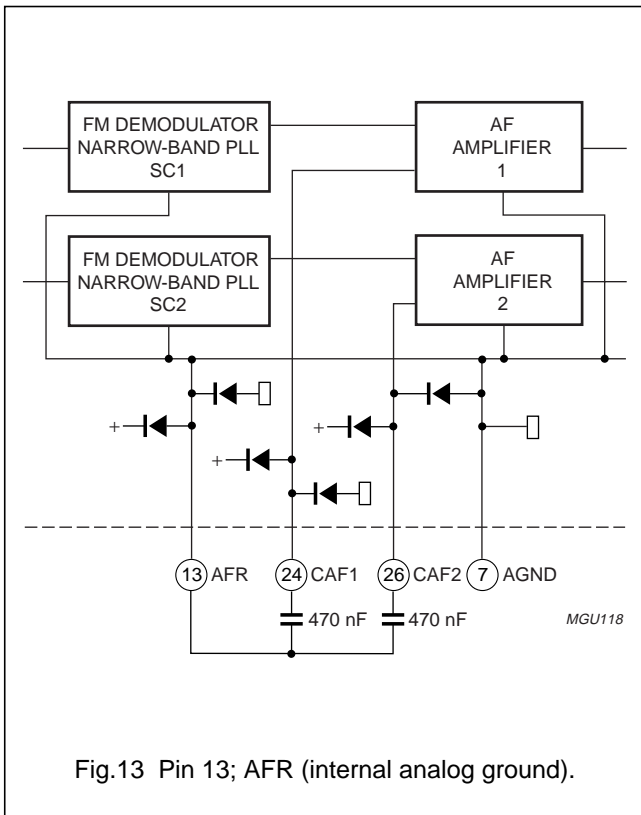 FM DEMODULATOR
NARROW-BAND PLL
SC1
AF
AMPLIFIER
1
FM DEMODULATOR
NARROW-BAND PLL
SC2
AF
AMPLIFIER
2
+
+
+
13 AFR
24 CAF1
26 CAF2
7 AGND
470 nF
470 nF
MGU118
Fig.13 Pin 13; AFR (internal analog ground).